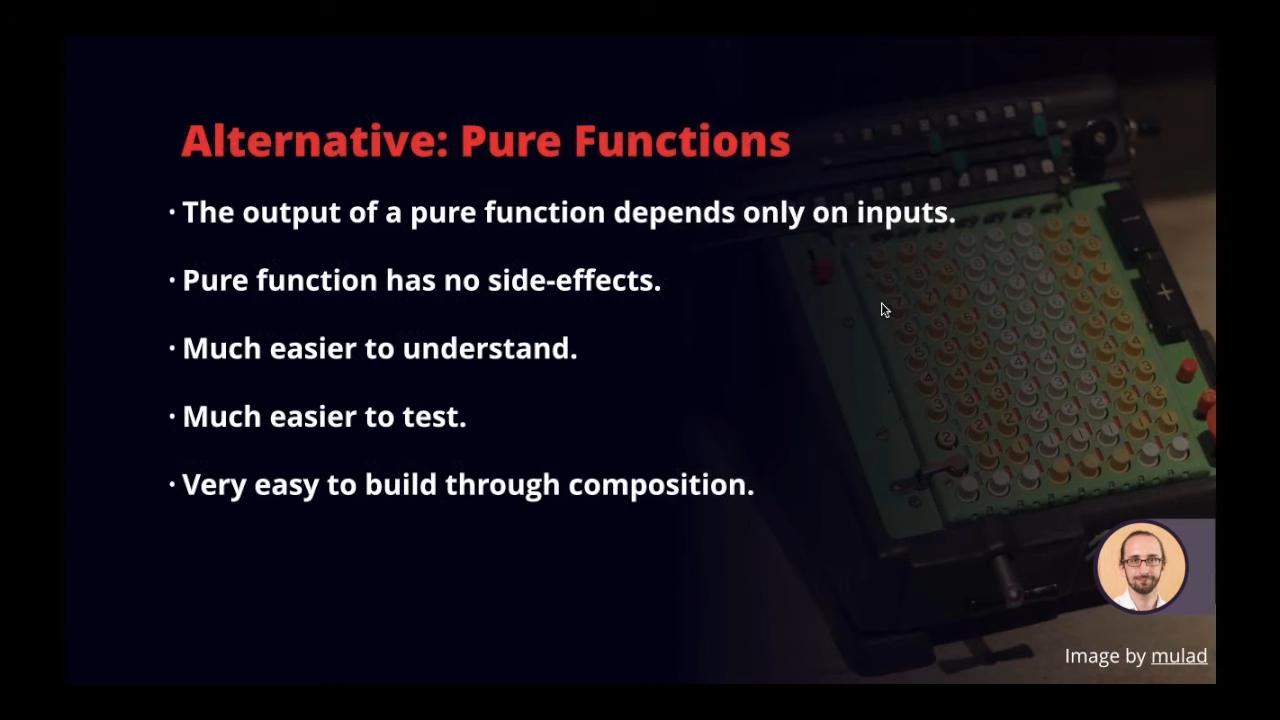 Alternative: Pure Functions
· The output of a pure function depends only on inputs.
· Pure function has no side-effects.
· Much easier to understand.
· Much easier to test.
· Very easy to build through composition.
Image by mulad